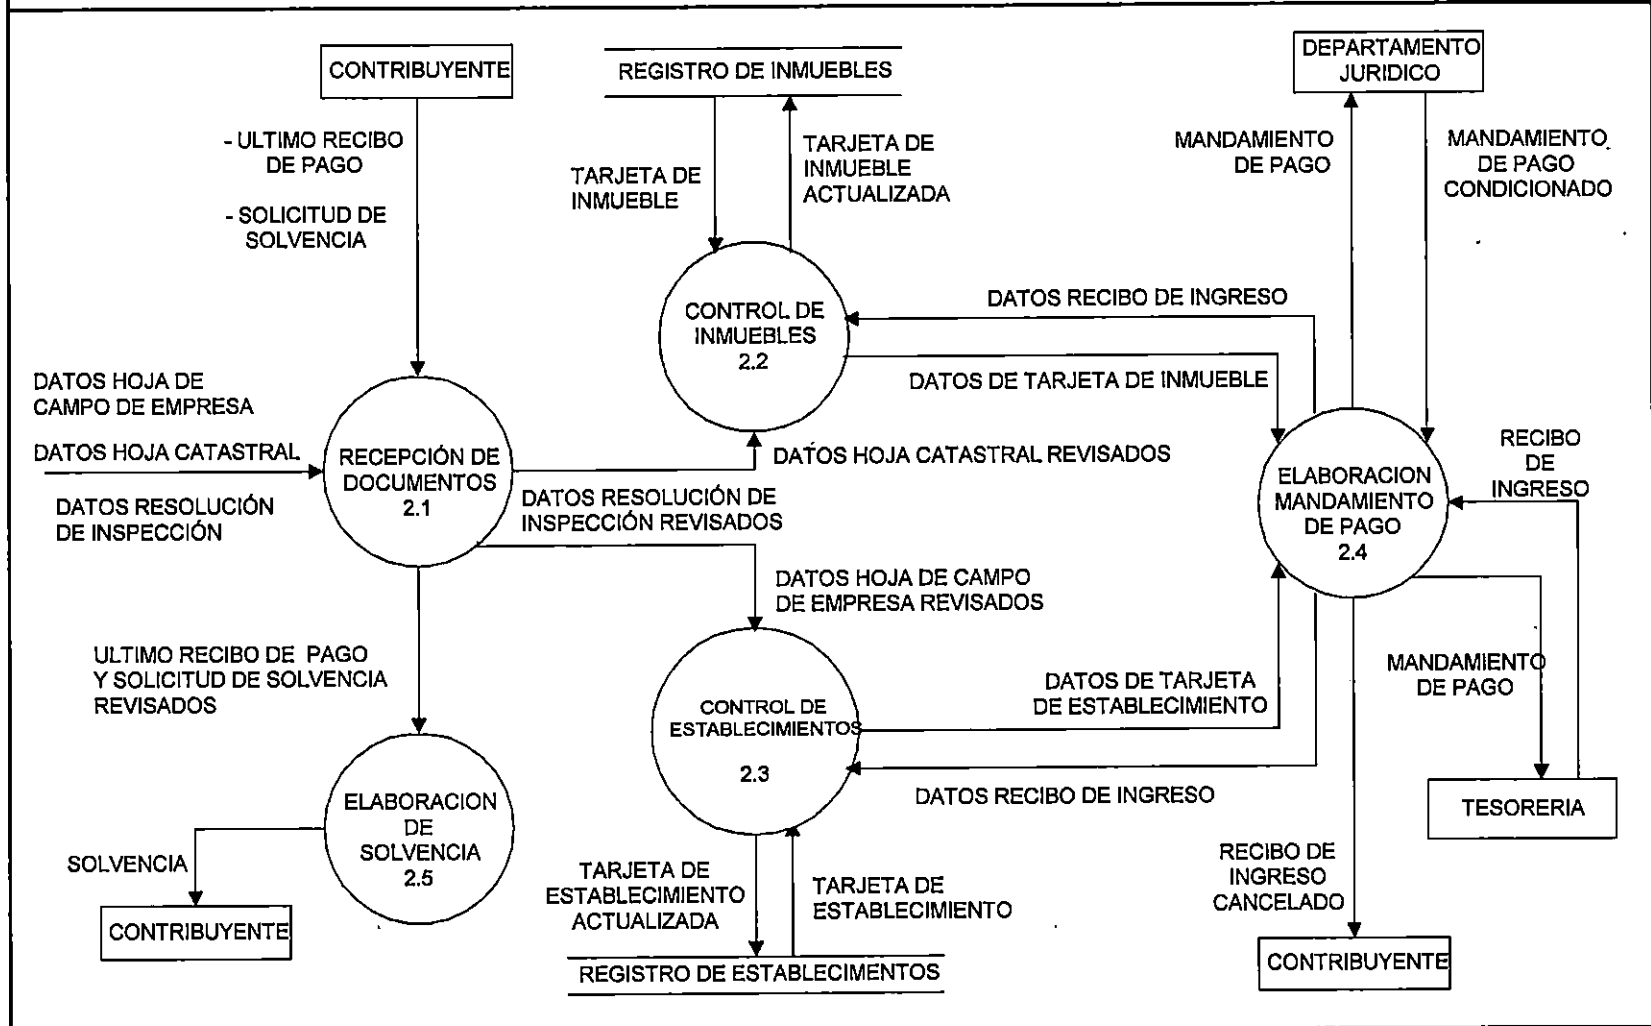 CONTRIBUYENTE
- ULTIMO RECIBO
DE PAGO
- SOLICITUD DE
SOLVENCIA
REGISTRO DE INMUEBLES
TARJETA DE
INMUEBLE
TARJETA DE
INMUEBLE
ACTUALIZADA
DEPARTAMENTO
JURIDICO
MANDAMIENTO
DE PAGO
MANDAMIENTO
DE PAGO
CONDICIONADO
CONTROL DE
INMUEBLES
2.2
DATOS RECIBO DE INGRESO
DATOS DE TARJETA DE INMUEBLE
DATOS HOJA DE
CAMPO DE EMPRESA
DATOS HOJA CATASTRAL
DATOS RESOLUCIÓN
DE INSPECCIÓN
RECEPCIÓN DE
DOCUMENTOS
2.1
DATOS HOJA CATASTRAL REVISADOS
DATOS RESOLUCIÓN DE
INSPECCIÓN REVISADOS
ELABORACION
MANDAMIENTO
DE PAGO
2.4
RECIBO
DE
INGRESO
DATOS HOJA DE CAMPO
DE EMPRESA REVISADOS
ULTIMO RECIBO DE PAGO
Y SOLICITUD DE SOLVENCIA
REVISADOS
CONTROL DE
ESTABLECIMIENTOS
2.3
DATOS DE TARJETA
DE ESTABLECIMIENTO
DATOS RECIBO DE INGRESO
MANDAMIENTO
DE PAGO
TESORERIA
ELABORACION
DE
SOLVENCIA
2.5
SOLVENCIA
CONTRIBUYENTE
TARJETA DE
ESTABLECIMIENTO
ACTUALIZADA
TARJETA DE
ESTABLECIMIENTO
REGISTRO DE ESTABLECIMENTOS
RECIBO DE
INGRESO
CANCELADO
CONTRIBUYENTE